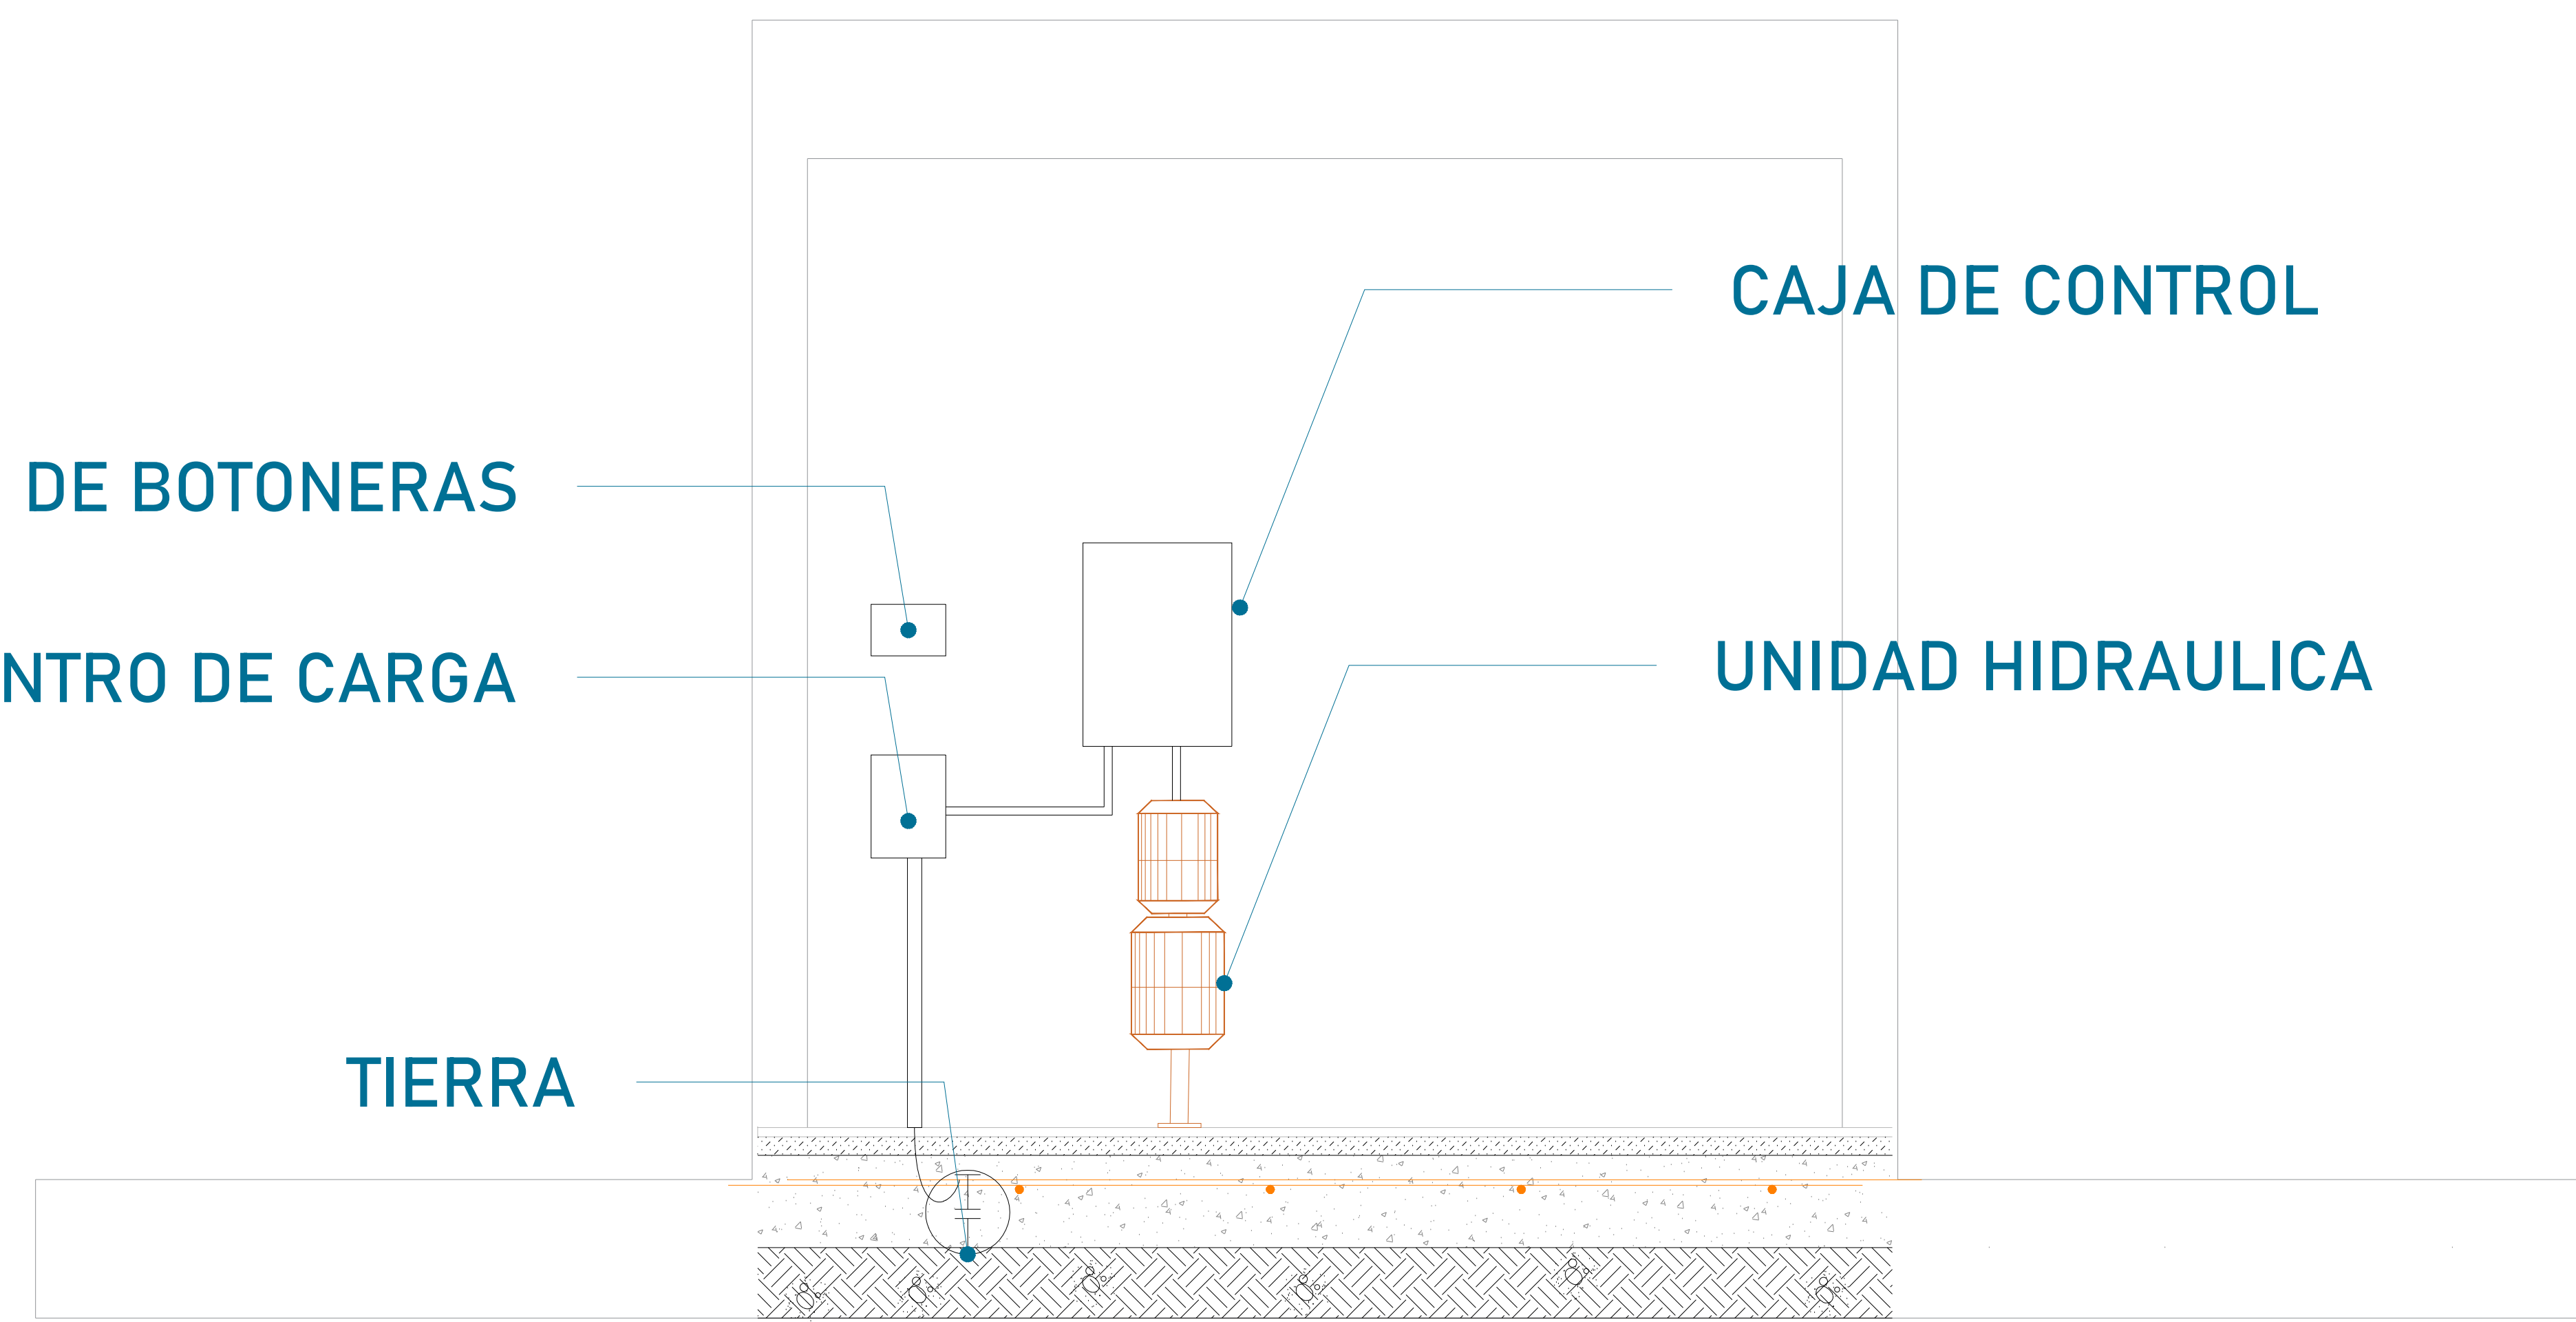 CAJA DE CONTROL
DE BOTONERAS
UNIDAD HIDRAULICA
NTRO DE CARGA
TIERRA